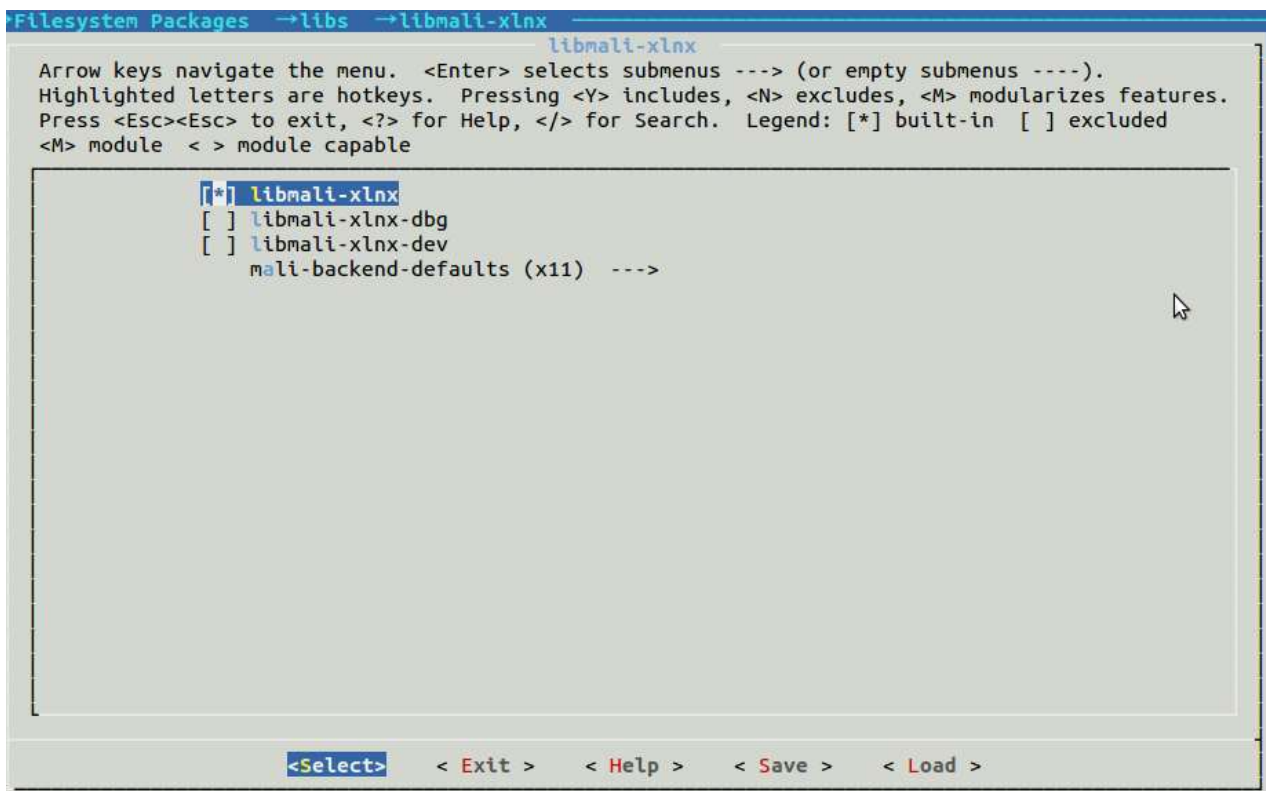 Filesystem Packages →libs →libmali-xlnx
libmali-xlnx
Arrow keys navigate the menu. <Enter> selects submenus ---> (or empty submenus ----).
Highlighted letters are hotkeys. Pressing <Y> includes, <N> excludes, <M> modularizes features.
Press <Esc><Esc> to exit, <?> for Help, </> for Search. Legend: [*] built-in [ ] excluded
<M> module < > module capable
[*] libmali-xlnx
[ ] libmali-xlnx-dbg
[ ] libmali-xlnx-dev
mali-backend-defaults (x11) --->
<Select> < Exit > < Help > < Save > < Load >